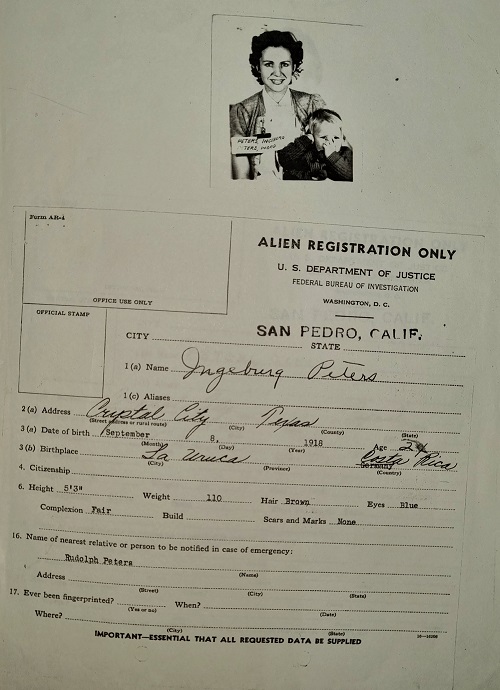 PETERS, INGEBURG
Form AR-4
OFFICE USE ONLY
ALIEN REGISTRATION ONLY
U. S. DEPARTMENT OF JUSTICE
FEDERAL BUREAU OF INVESTIGATION
WASHINGTON, D. C.
OFFICIAL STAMP
SAN PEDRO, CALIF.
CITY STATE
1 (a) Name Ingeburg Peters
1 (c) Aliases
2 (a) Address Crystal City Texas
(Street address or rural route) (City) (County) (State)
3 (a) Date of birth September 8, 1918 Age 24
(Month) (Day) (Year)
3 (b) Birthplace La Uruca Costa Rica
Germany
(City) (Province) (Country)
4. Citizenship
6. Height 5'3" Weight 110 Hair Brown Eyes Blue
Complexion Fair Build Scars and Marks None
16. Name of nearest relative or person to be notified in case of emergency:
Rudolph Peters
(Name)
Address
(Street) (City) (State)
17. Ever been fingerprinted? When?
(Yes or no) (Date)
Where?
(City) (State)
IMPORTANT—ESSENTIAL THAT ALL REQUESTED DATA BE SUPPLIED